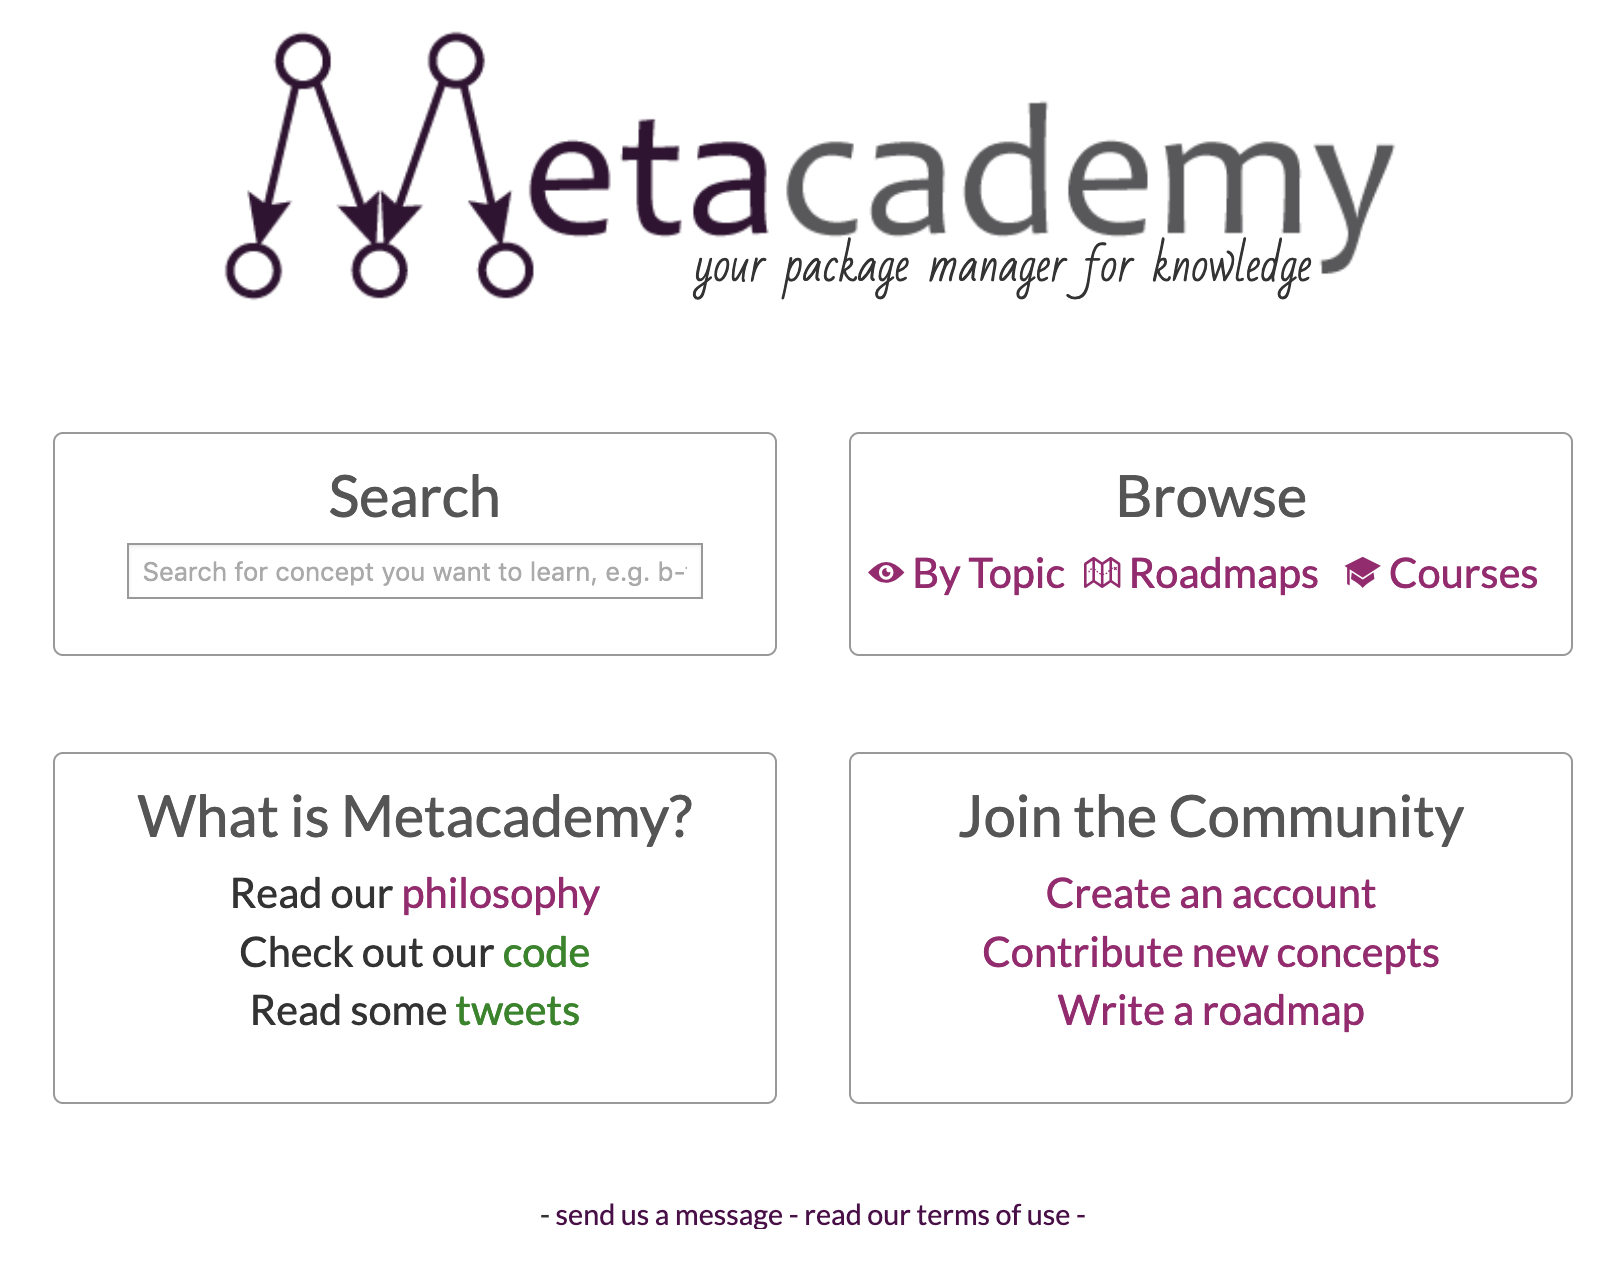 Metacademy
your package manager for knowledge
Search
Search for concept you want to learn, e.g. b-
Browse
By Topic Roadmaps Courses
What is Metacademy?
Read our philosophy
Check out our code
Read some tweets
Join the Community
Create an account
Contribute new concepts
Write a roadmap
- send us a message - read our terms of use -